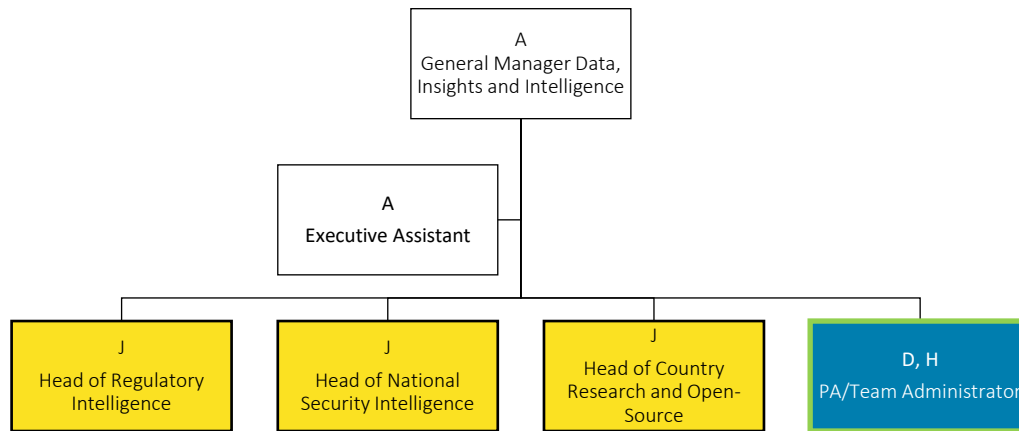 A
General Manager Data,
Insights and Intelligence
A
Executive Assistant
J
Head of Regulatory
Intelligence
J
Head of National
Security Intelligence
J
Head of Country
Research and Open-
Source
D, H
PA/Team Administrator